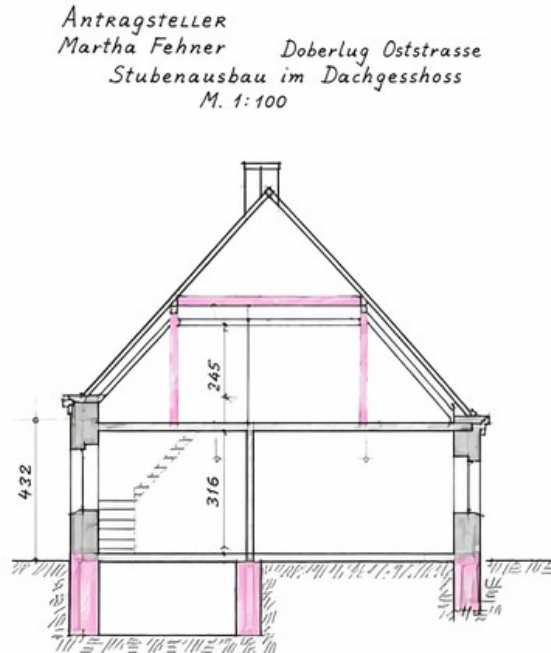 Antragsteller
Martha Fehner Doberlug Oststrasse
Stubenausbau im Dachgesshoss
M. 1:100
245
432
316